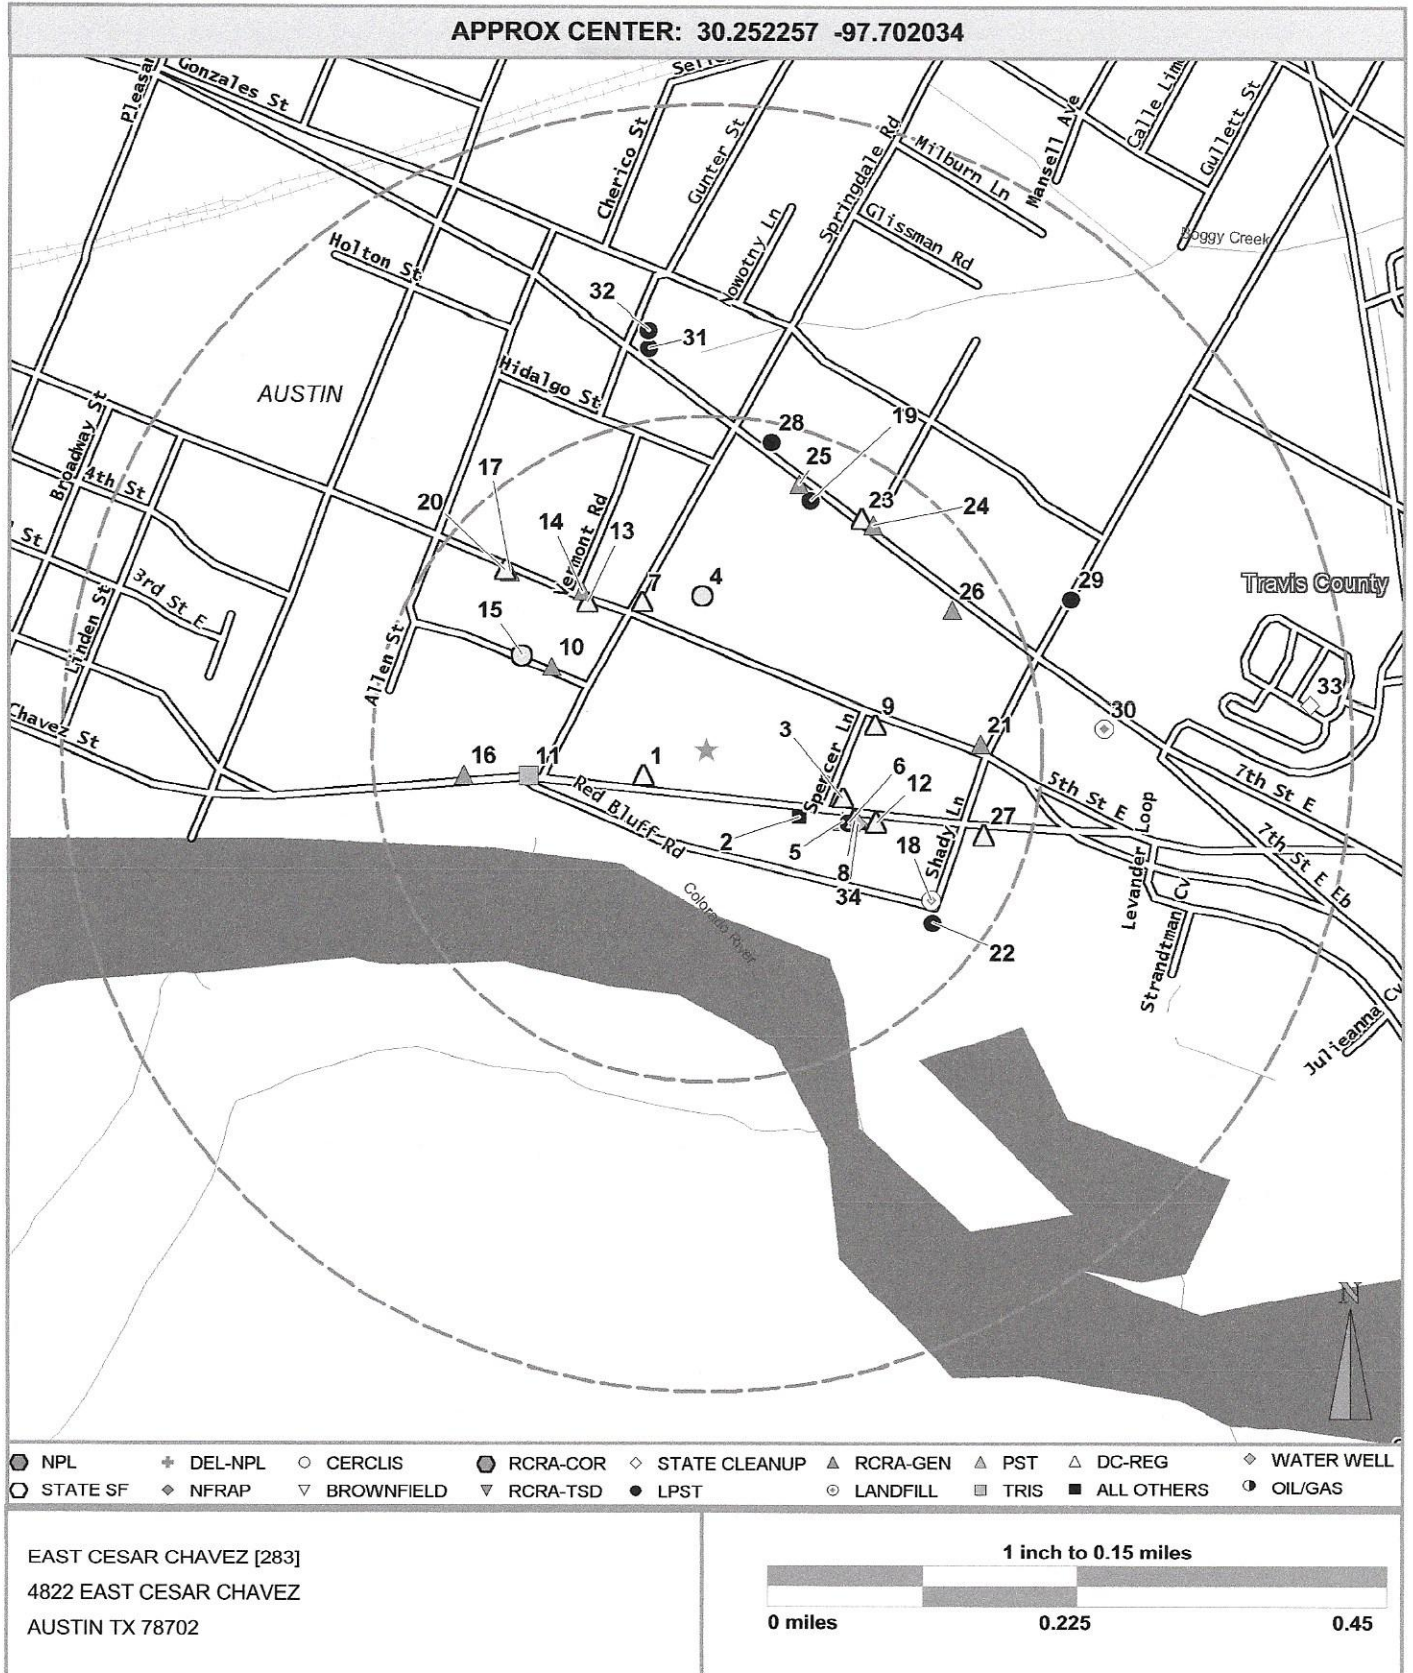 APPROX CENTER: 30.252257 -97.702034
Gonzales St
Cherico St
Gunter St
Springdale Rd
Milburn Ln
Mansell Ave
Gullett St
Glissman Rd
Boggy Creek
Holton St
32
31
AUSTIN
Hidalgo St
28
19
25
17
20
14
13
23
24
Broadway St
4th St
7
4
29
Travis County
15
26
St
3rd St E
Linden St
10
33
Allen St
9
30
Chavez St
3
21
16
11
1
Spencer Ln
6
12
5th St E
7th St E
Red Bluff Rd
2
5
8
34
18
Shady Ln
27
Levander Loop
7th St E Eb
Colorado River
22
Strandtman Cv
Julieanna Cv
N
NPL
DEL-NPL
CERCLIS
RCRA-COR
STATE CLEANUP
RCRA-GEN
PST
DC-REG
WATER WELL
STATE SF
NFRAP
BROWNFIELD
RCRA-TSD
LPST
LANDFILL
TRIS
ALL OTHERS
OIL/GAS
EAST CESAR CHAVEZ [283]
4822 EAST CESAR CHAVEZ
AUSTIN TX 78702
1 inch to 0.15 miles
0 miles
0.225
0.45